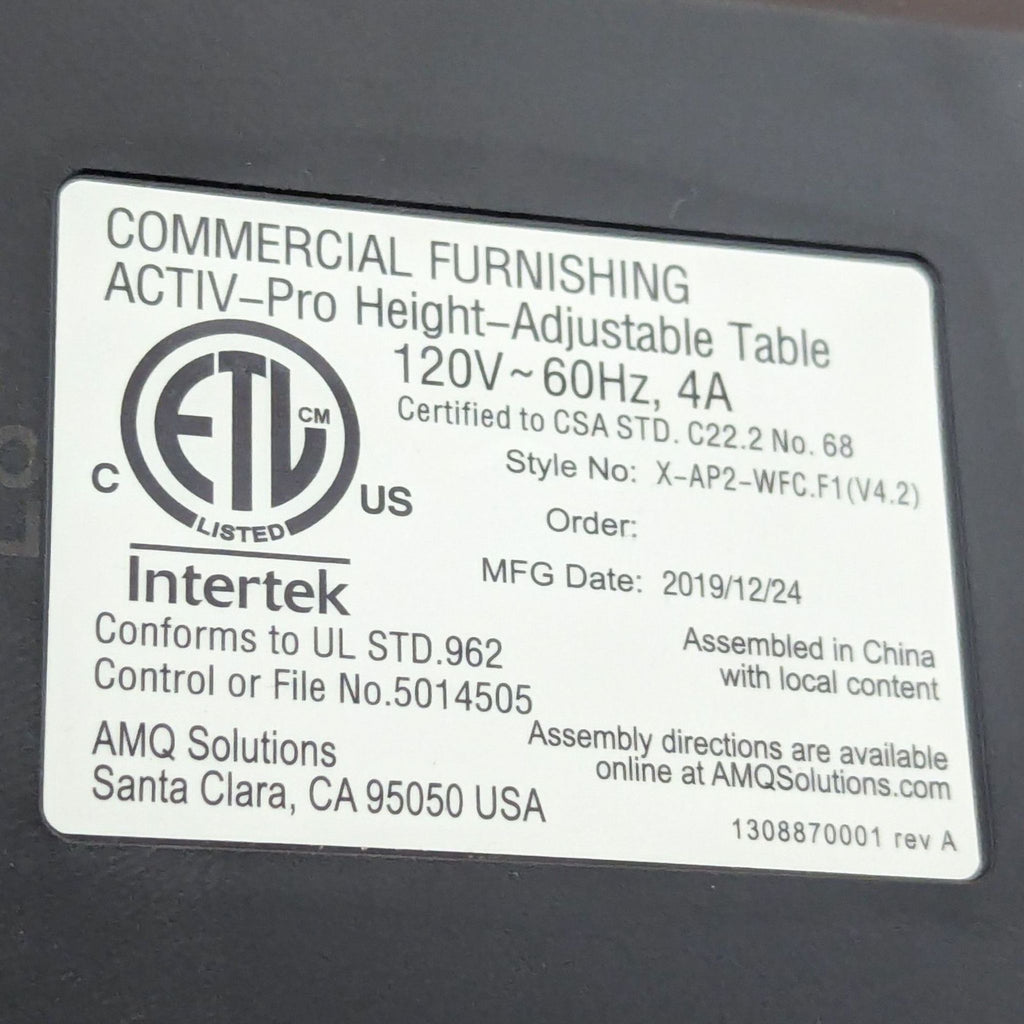 COMMERCIAL FURNISHING
ACTIV-Pro Height-Adjustable Table
120V~60Hz, 4A
Certified to CSA STD. C22.2 No. 68
ETL CM
LISTED
C US
Intertek
Style No: X-AP2-WFC.F1(V4.2)
Order:
MFG Date: 2019/12/24
Conforms to UL STD.962
Control or File No.5014505
Assembled in China
with local content
AMQ Solutions
Santa Clara, CA 95050 USA
Assembly directions are available
online at AMQSolutions.com
1308870001 rev A